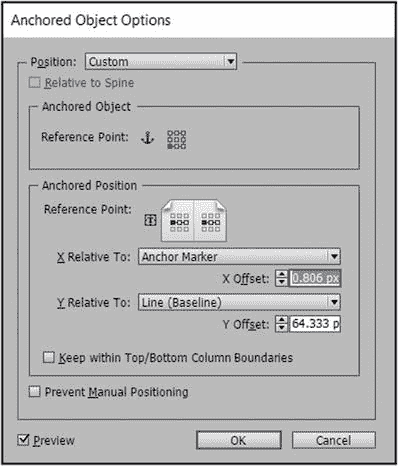 Anchored Object Options
Position: Custom
Relative to Spine
Anchored Object
Reference Point:
Anchored Position
Reference Point:
X Relative To: Anchor Marker
X Offset: 0.806 px
Y Relative To: Line (Baseline)
Y Offset: 64.333 p
Keep within Top/Bottom Column Boundaries
Prevent Manual Positioning
Preview OK Cancel